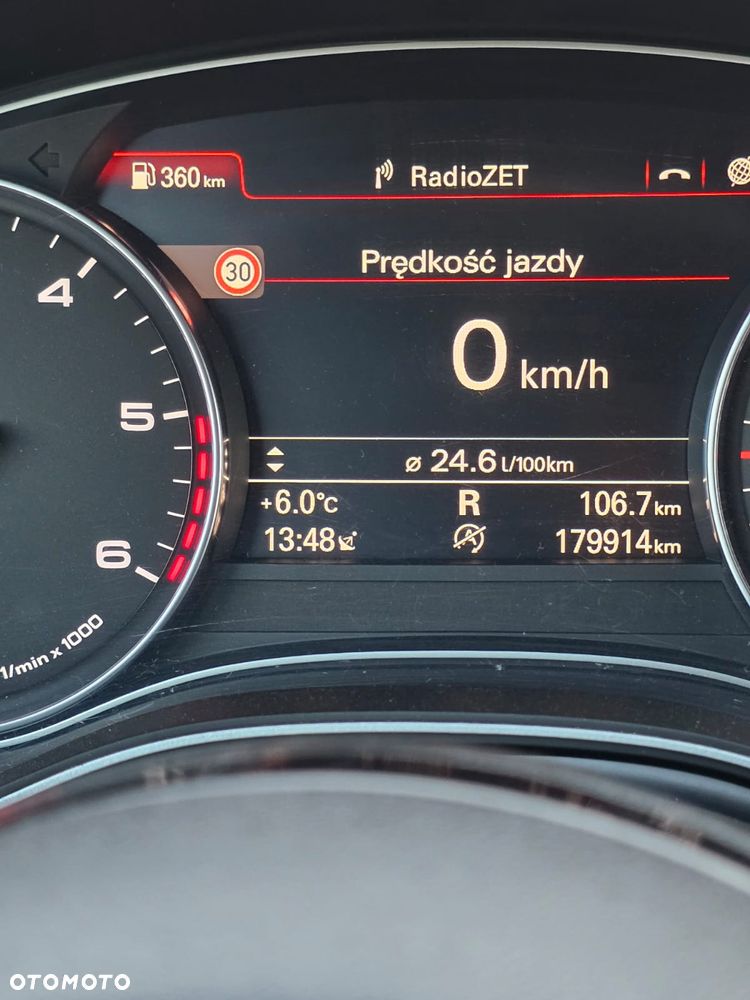 360 km RadioZET
30 Prędkość jazdy
4
0 km/h
5
ø 24.6 l/100km
+6.0°C R 106.7 km
13:48 A 179914 km
6
1/min x 1000
OTOMOTO